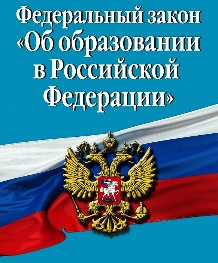 Федеральный закон
«Об образовании
в Российской
Федерации»